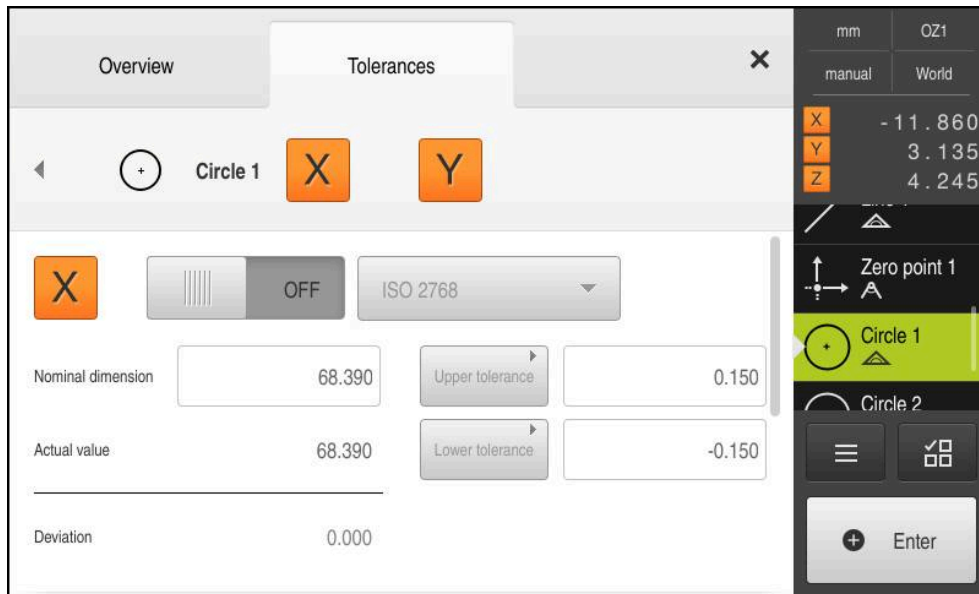 Overview
Tolerances
Circle 1
X
Y
X
OFF
ISO 2768
Nominal dimension
68.390
Upper tolerance
0.150
Actual value
68.390
Lower tolerance
-0.150
Deviation
0.000
mm
OZ1
manual
World
X
-11.860
Y
3.135
Z
4.245
Zero point 1
Circle 1
Circle 2
Enter